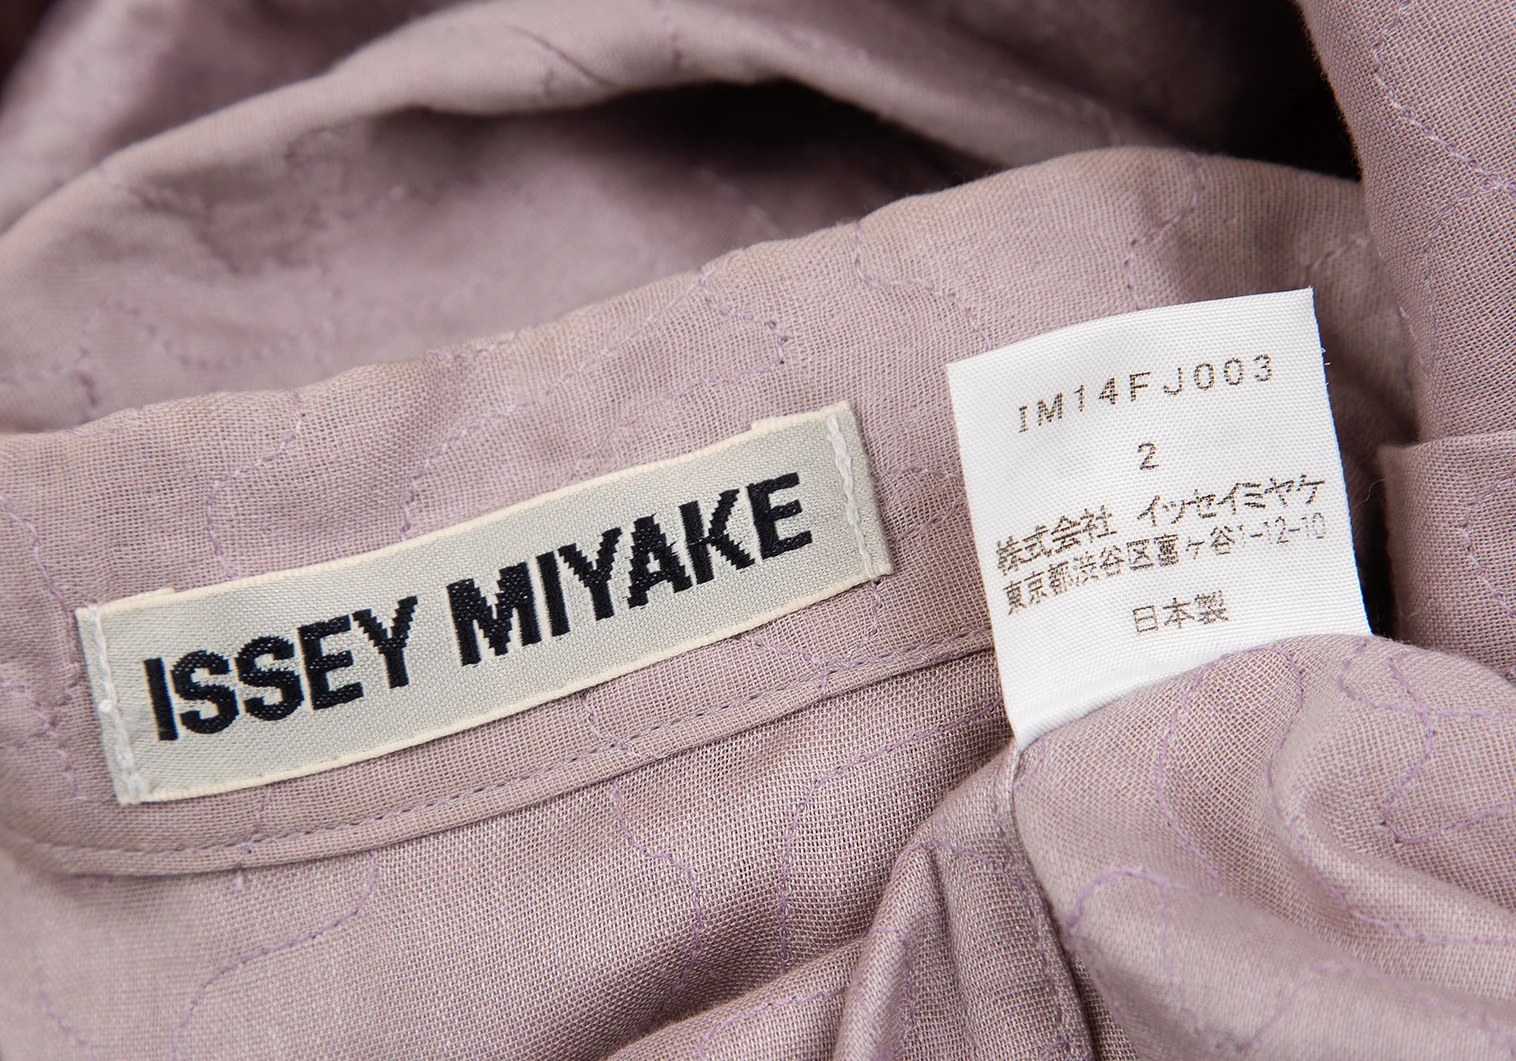 ISSEY MIYAKE
IM14FJ003
2
株式会社 イッセイミヤケ
東京都渋谷区富ヶ谷1-12-10
日本製